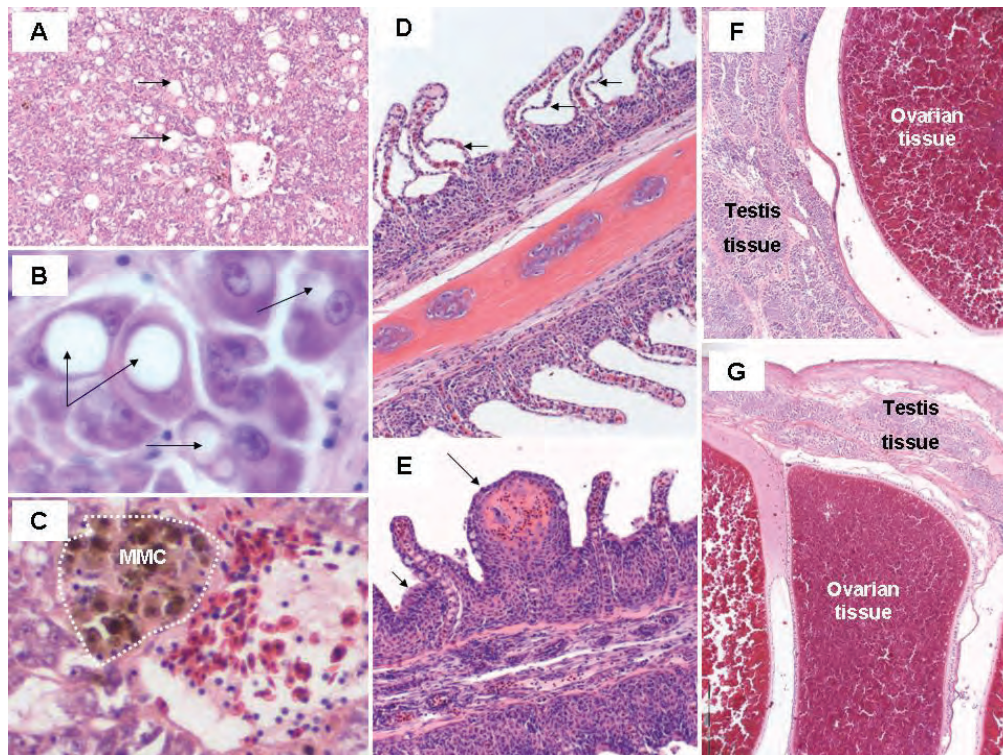 A
B
C
MMC
D
E
F
Ovarian
tissue
Testis
tissue
G
Testis
tissue
Ovarian
tissue